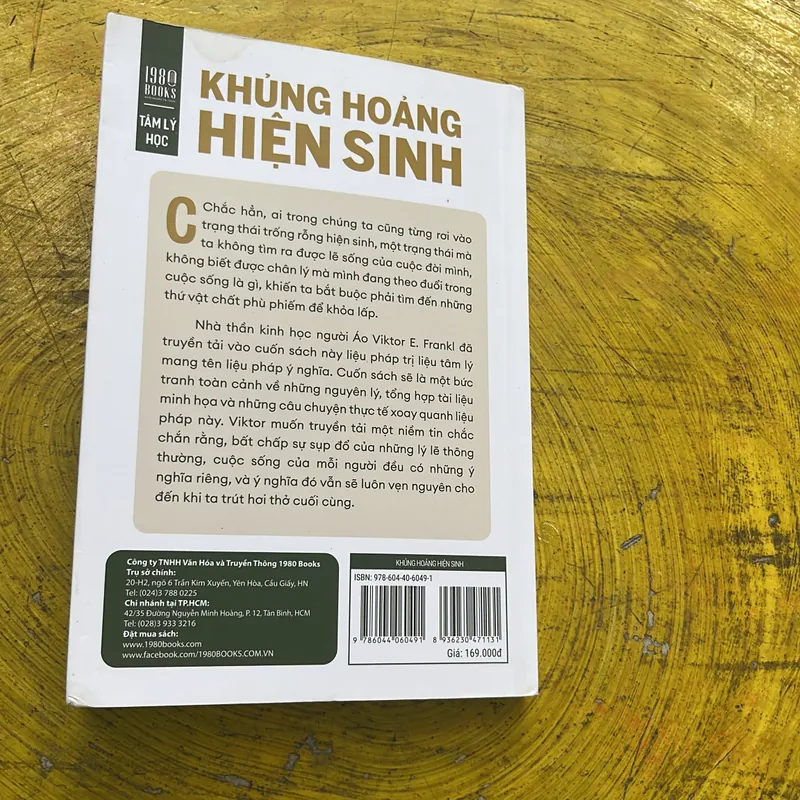 1980
BOOKS
TÂM LÝ
HỌC
KHỦNG HOẢNG
HIỆN SINH
C Chắc hẳn, ai trong chúng ta cũng từng rơi vào
trạng thái trống rỗng hiện sinh, một trạng thái mà
ta không tìm ra được lẽ sống của cuộc đời mình,
không biết được chân lý mà mình đang theo đuổi trong
cuộc sống là gì, khiến ta bắt buộc phải tìm đến những
thứ vật chất phù phiếm để khỏa lấp.
Nhà thần kinh học người Áo Viktor E. Frankl đã
truyền tải vào cuốn sách này liệu pháp trị liệu tâm lý
mang tên liệu pháp ý nghĩa. Cuốn sách sẽ là một bức
tranh toàn cảnh về những nguyên lý, tổng hợp tài liệu
minh họa và những câu chuyện thực tế xoay quanh liệu
pháp này. Viktor muốn truyền tải một niềm tin chắc
chắn rằng, bất chấp sự sụp đổ của những lý lẽ thông
thường, cuộc sống của mỗi người đều có những ý
nghĩa riêng, và ý nghĩa đó vẫn sẽ luôn vẹn nguyên cho
đến khi ta trút hơi thở cuối cùng.
Công ty TNHH Văn Hóa và Truyền Thông 1980 Books
Trụ sở chính:
20-H2, ngõ 6 Trần Kim Xuyến, Yên Hòa, Cầu Giấy, HN
Tel: (024)3 788 0225
Chi nhánh tại TP.HCM:
42/35 Đường Nguyễn Minh Hoàng, P. 12, Tân Bình, HCM
Tel: (028)3 933 3216
Đặt mua sách:
www.1980books.com
www.facebook.com/1980BOOKS.COM.VN
KHỦNG HOẢNG HIỆN SINH
ISBN: 978-604-40-6049-1
9 786044 060491
8 936230 471131
Giá: 169.000đ